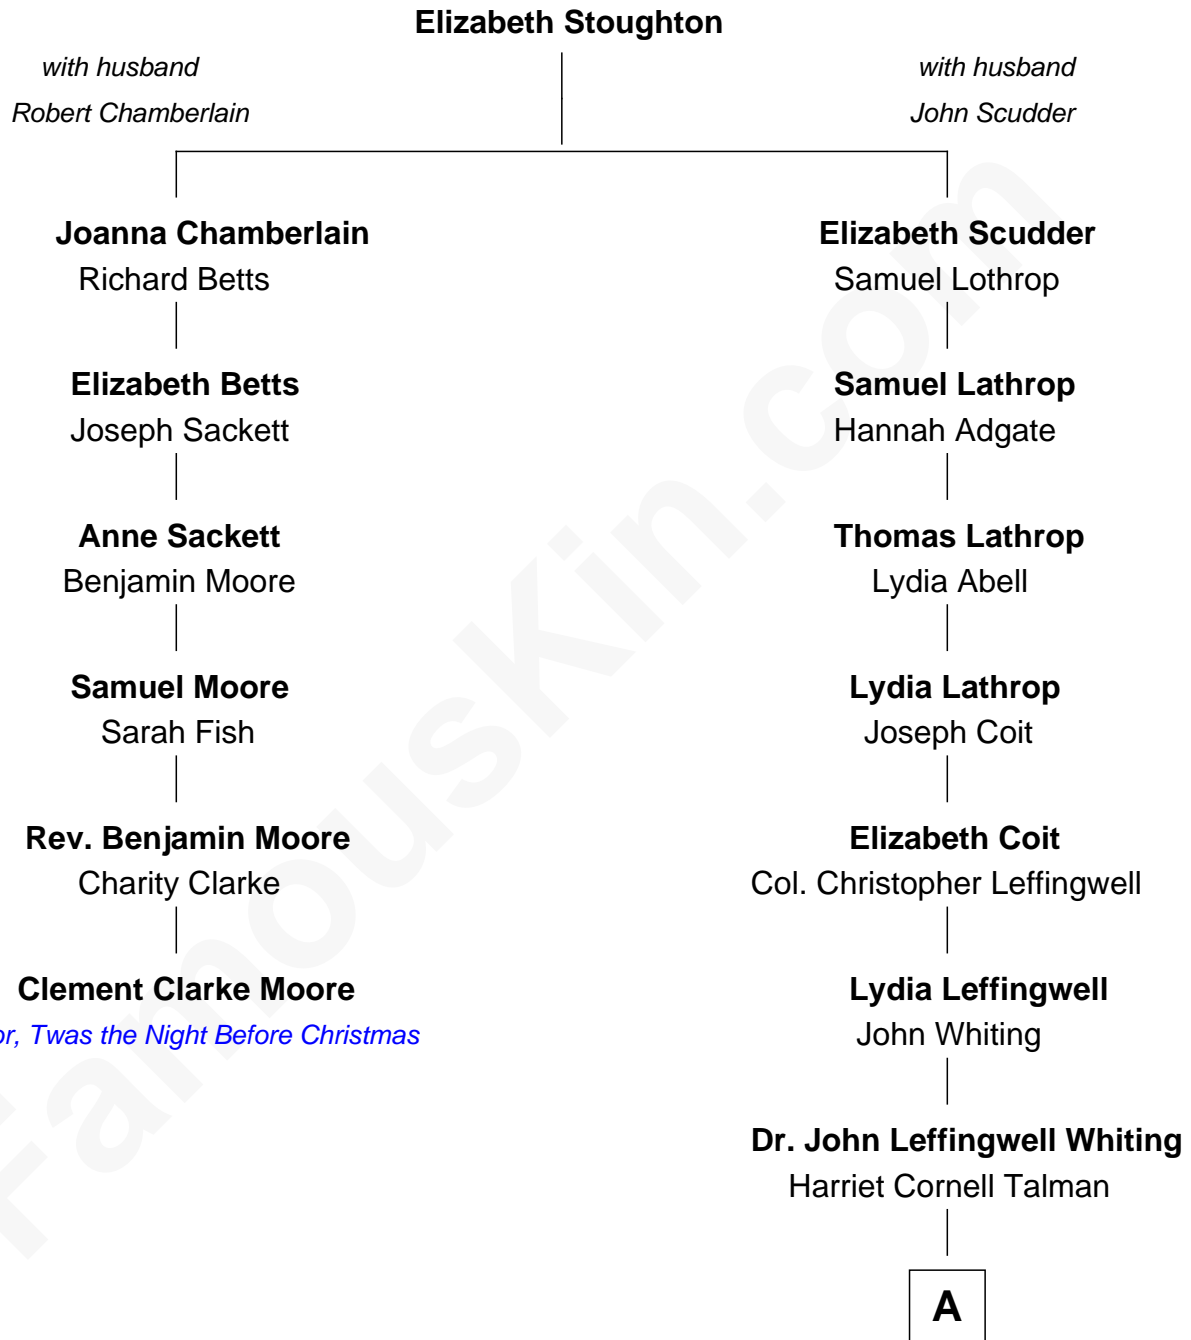 Elizabeth Stoughton
with husband
Robert Chamberlain
with husband
John Scudder
Joanna Chamberlain
Richard Betts
Elizabeth Scudder
Samuel Lothrop
Elizabeth Betts
Joseph Sackett
Samuel Lathrop
Hannah Adgate
Anne Sackett
Benjamin Moore
Thomas Lathrop
Lydia Abell
Samuel Moore
Sarah Fish
Lydia Lathrop
Joseph Coit
Rev. Benjamin Moore
Charity Clarke
Elizabeth Coit
Col. Christopher Leffingwell
Clement Clarke Moore
or, Twas the Night Before Christmas
Lydia Leffingwell
John Whiting
Dr. John Leffingwell Whiting
Harriet Cornell Talman
A
FamousKin.com